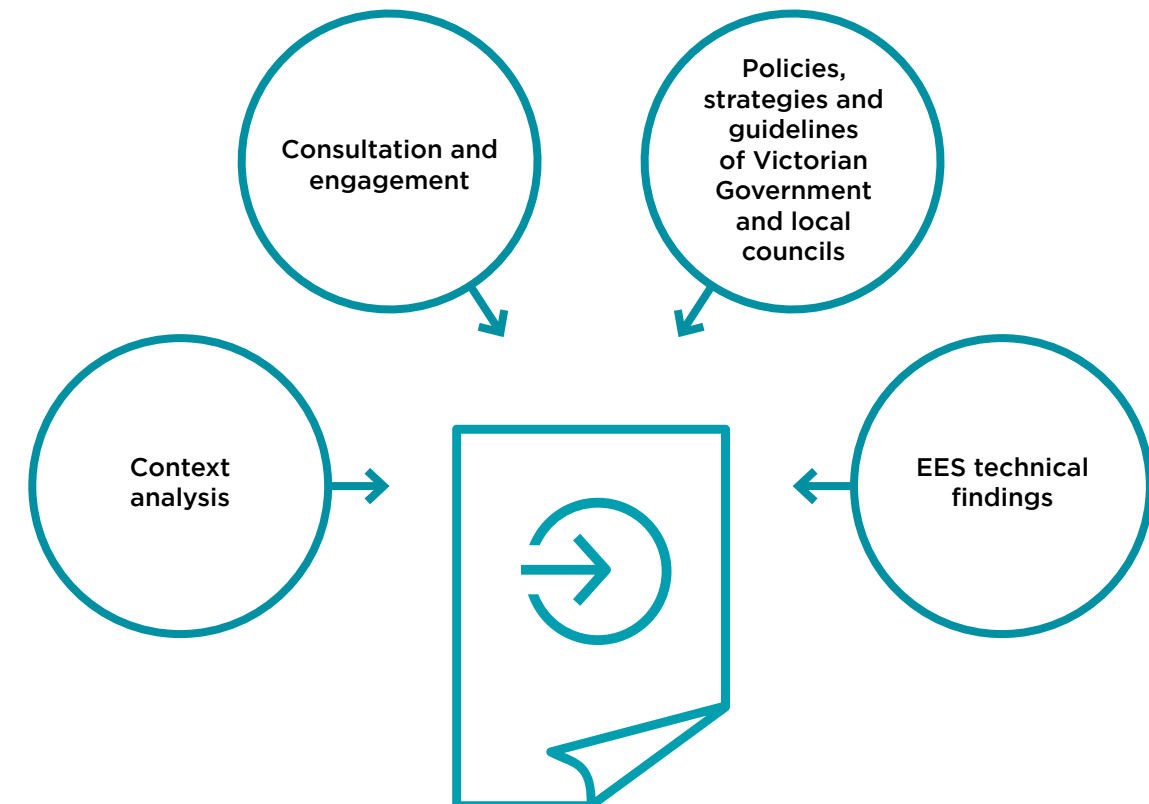 Consultation and
engagement
Policies,
strategies and
guidelines
of Victorian
Government
and local
councils
Context
analysis
EES technical
findings